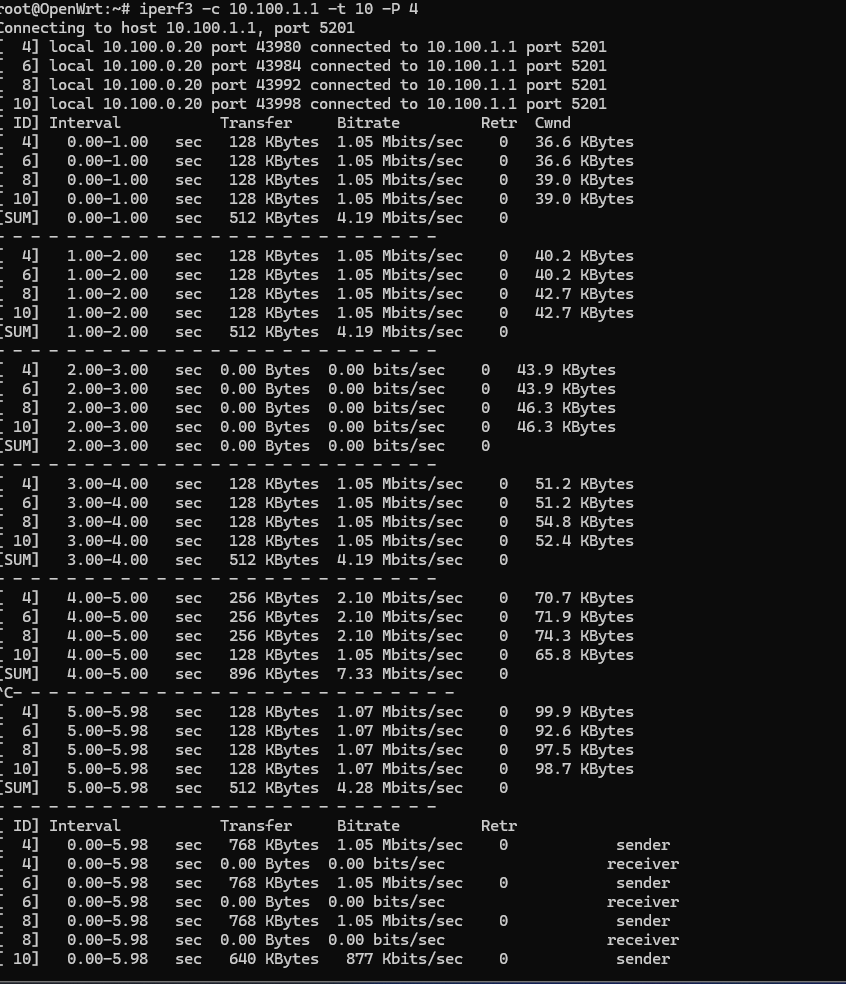 root@OpenWrt:~# iperf3 -c 10.100.1.1 -t 10 -P 4
Connecting to host 10.100.1.1, port 5201
[  4] local 10.100.0.20 port 43980 connected to 10.100.1.1 port 5201
[  6] local 10.100.0.20 port 43984 connected to 10.100.1.1 port 5201
[  8] local 10.100.0.20 port 43992 connected to 10.100.1.1 port 5201
[ 10] local 10.100.0.20 port 43998 connected to 10.100.1.1 port 5201
[ ID] Interval           Transfer     Bitrate         Retr  Cwnd
[  4]   0.00-1.00   sec   128 KBytes  1.05 Mbits/sec    0   36.6 KBytes
[  6]   0.00-1.00   sec   128 KBytes  1.05 Mbits/sec    0   36.6 KBytes
[  8]   0.00-1.00   sec   128 KBytes  1.05 Mbits/sec    0   39.0 KBytes
[ 10]   0.00-1.00   sec   128 KBytes  1.05 Mbits/sec    0   39.0 KBytes
[SUM]   0.00-1.00   sec   512 KBytes  4.19 Mbits/sec    0
- - - - - - - - - - - - - - - - - - - - - - - - -
[  4]   1.00-2.00   sec   128 KBytes  1.05 Mbits/sec    0   40.2 KBytes
[  6]   1.00-2.00   sec   128 KBytes  1.05 Mbits/sec    0   40.2 KBytes
[  8]   1.00-2.00   sec   128 KBytes  1.05 Mbits/sec    0   42.7 KBytes
[ 10]   1.00-2.00   sec   128 KBytes  1.05 Mbits/sec    0   42.7 KBytes
[SUM]   1.00-2.00   sec   512 KBytes  4.19 Mbits/sec    0
- - - - - - - - - - - - - - - - - - - - - - - - -
[  4]   2.00-3.00   sec  0.00 Bytes  0.00 bits/sec    0   43.9 KBytes
[  6]   2.00-3.00   sec  0.00 Bytes  0.00 bits/sec    0   43.9 KBytes
[  8]   2.00-3.00   sec  0.00 Bytes  0.00 bits/sec    0   46.3 KBytes
[ 10]   2.00-3.00   sec  0.00 Bytes  0.00 bits/sec    0   46.3 KBytes
[SUM]   2.00-3.00   sec  0.00 Bytes  0.00 bits/sec    0
- - - - - - - - - - - - - - - - - - - - - - - - -
[  4]   3.00-4.00   sec   128 KBytes  1.05 Mbits/sec    0   51.2 KBytes
[  6]   3.00-4.00   sec   128 KBytes  1.05 Mbits/sec    0   51.2 KBytes
[  8]   3.00-4.00   sec   128 KBytes  1.05 Mbits/sec    0   54.8 KBytes
[ 10]   3.00-4.00   sec   128 KBytes  1.05 Mbits/sec    0   52.4 KBytes
[SUM]   3.00-4.00   sec   512 KBytes  4.19 Mbits/sec    0
- - - - - - - - - - - - - - - - - - - - - - - - -
[  4]   4.00-5.00   sec   256 KBytes  2.10 Mbits/sec    0   70.7 KBytes
[  6]   4.00-5.00   sec   256 KBytes  2.10 Mbits/sec    0   71.9 KBytes
[  8]   4.00-5.00   sec   256 KBytes  2.10 Mbits/sec    0   74.3 KBytes
[ 10]   4.00-5.00   sec   128 KBytes  1.05 Mbits/sec    0   65.8 KBytes
[SUM]   4.00-5.00   sec   896 KBytes  7.33 Mbits/sec    0
^C- - - - - - - - - - - - - - - - - - - - - - - - -
[  4]   5.00-5.98   sec   128 KBytes  1.07 Mbits/sec    0   99.9 KBytes
[  6]   5.00-5.98   sec   128 KBytes  1.07 Mbits/sec    0   92.6 KBytes
[  8]   5.00-5.98   sec   128 KBytes  1.07 Mbits/sec    0   97.5 KBytes
[ 10]   5.00-5.98   sec   128 KBytes  1.07 Mbits/sec    0   98.7 KBytes
[SUM]   5.00-5.98   sec   512 KBytes  4.28 Mbits/sec    0
- - - - - - - - - - - - - - - - - - - - - - - - -
[ ID] Interval           Transfer     Bitrate         Retr
[  4]   0.00-5.98   sec   768 KBytes  1.05 Mbits/sec    0             sender
[  4]   0.00-5.98   sec  0.00 Bytes  0.00 bits/sec                  receiver
[  6]   0.00-5.98   sec   768 KBytes  1.05 Mbits/sec    0             sender
[  6]   0.00-5.98   sec  0.00 Bytes  0.00 bits/sec                  receiver
[  8]   0.00-5.98   sec   768 KBytes  1.05 Mbits/sec    0             sender
[  8]   0.00-5.98   sec  0.00 Bytes  0.00 bits/sec                  receiver
[ 10]   0.00-5.98   sec   640 KBytes   877 Kbits/sec    0             sender